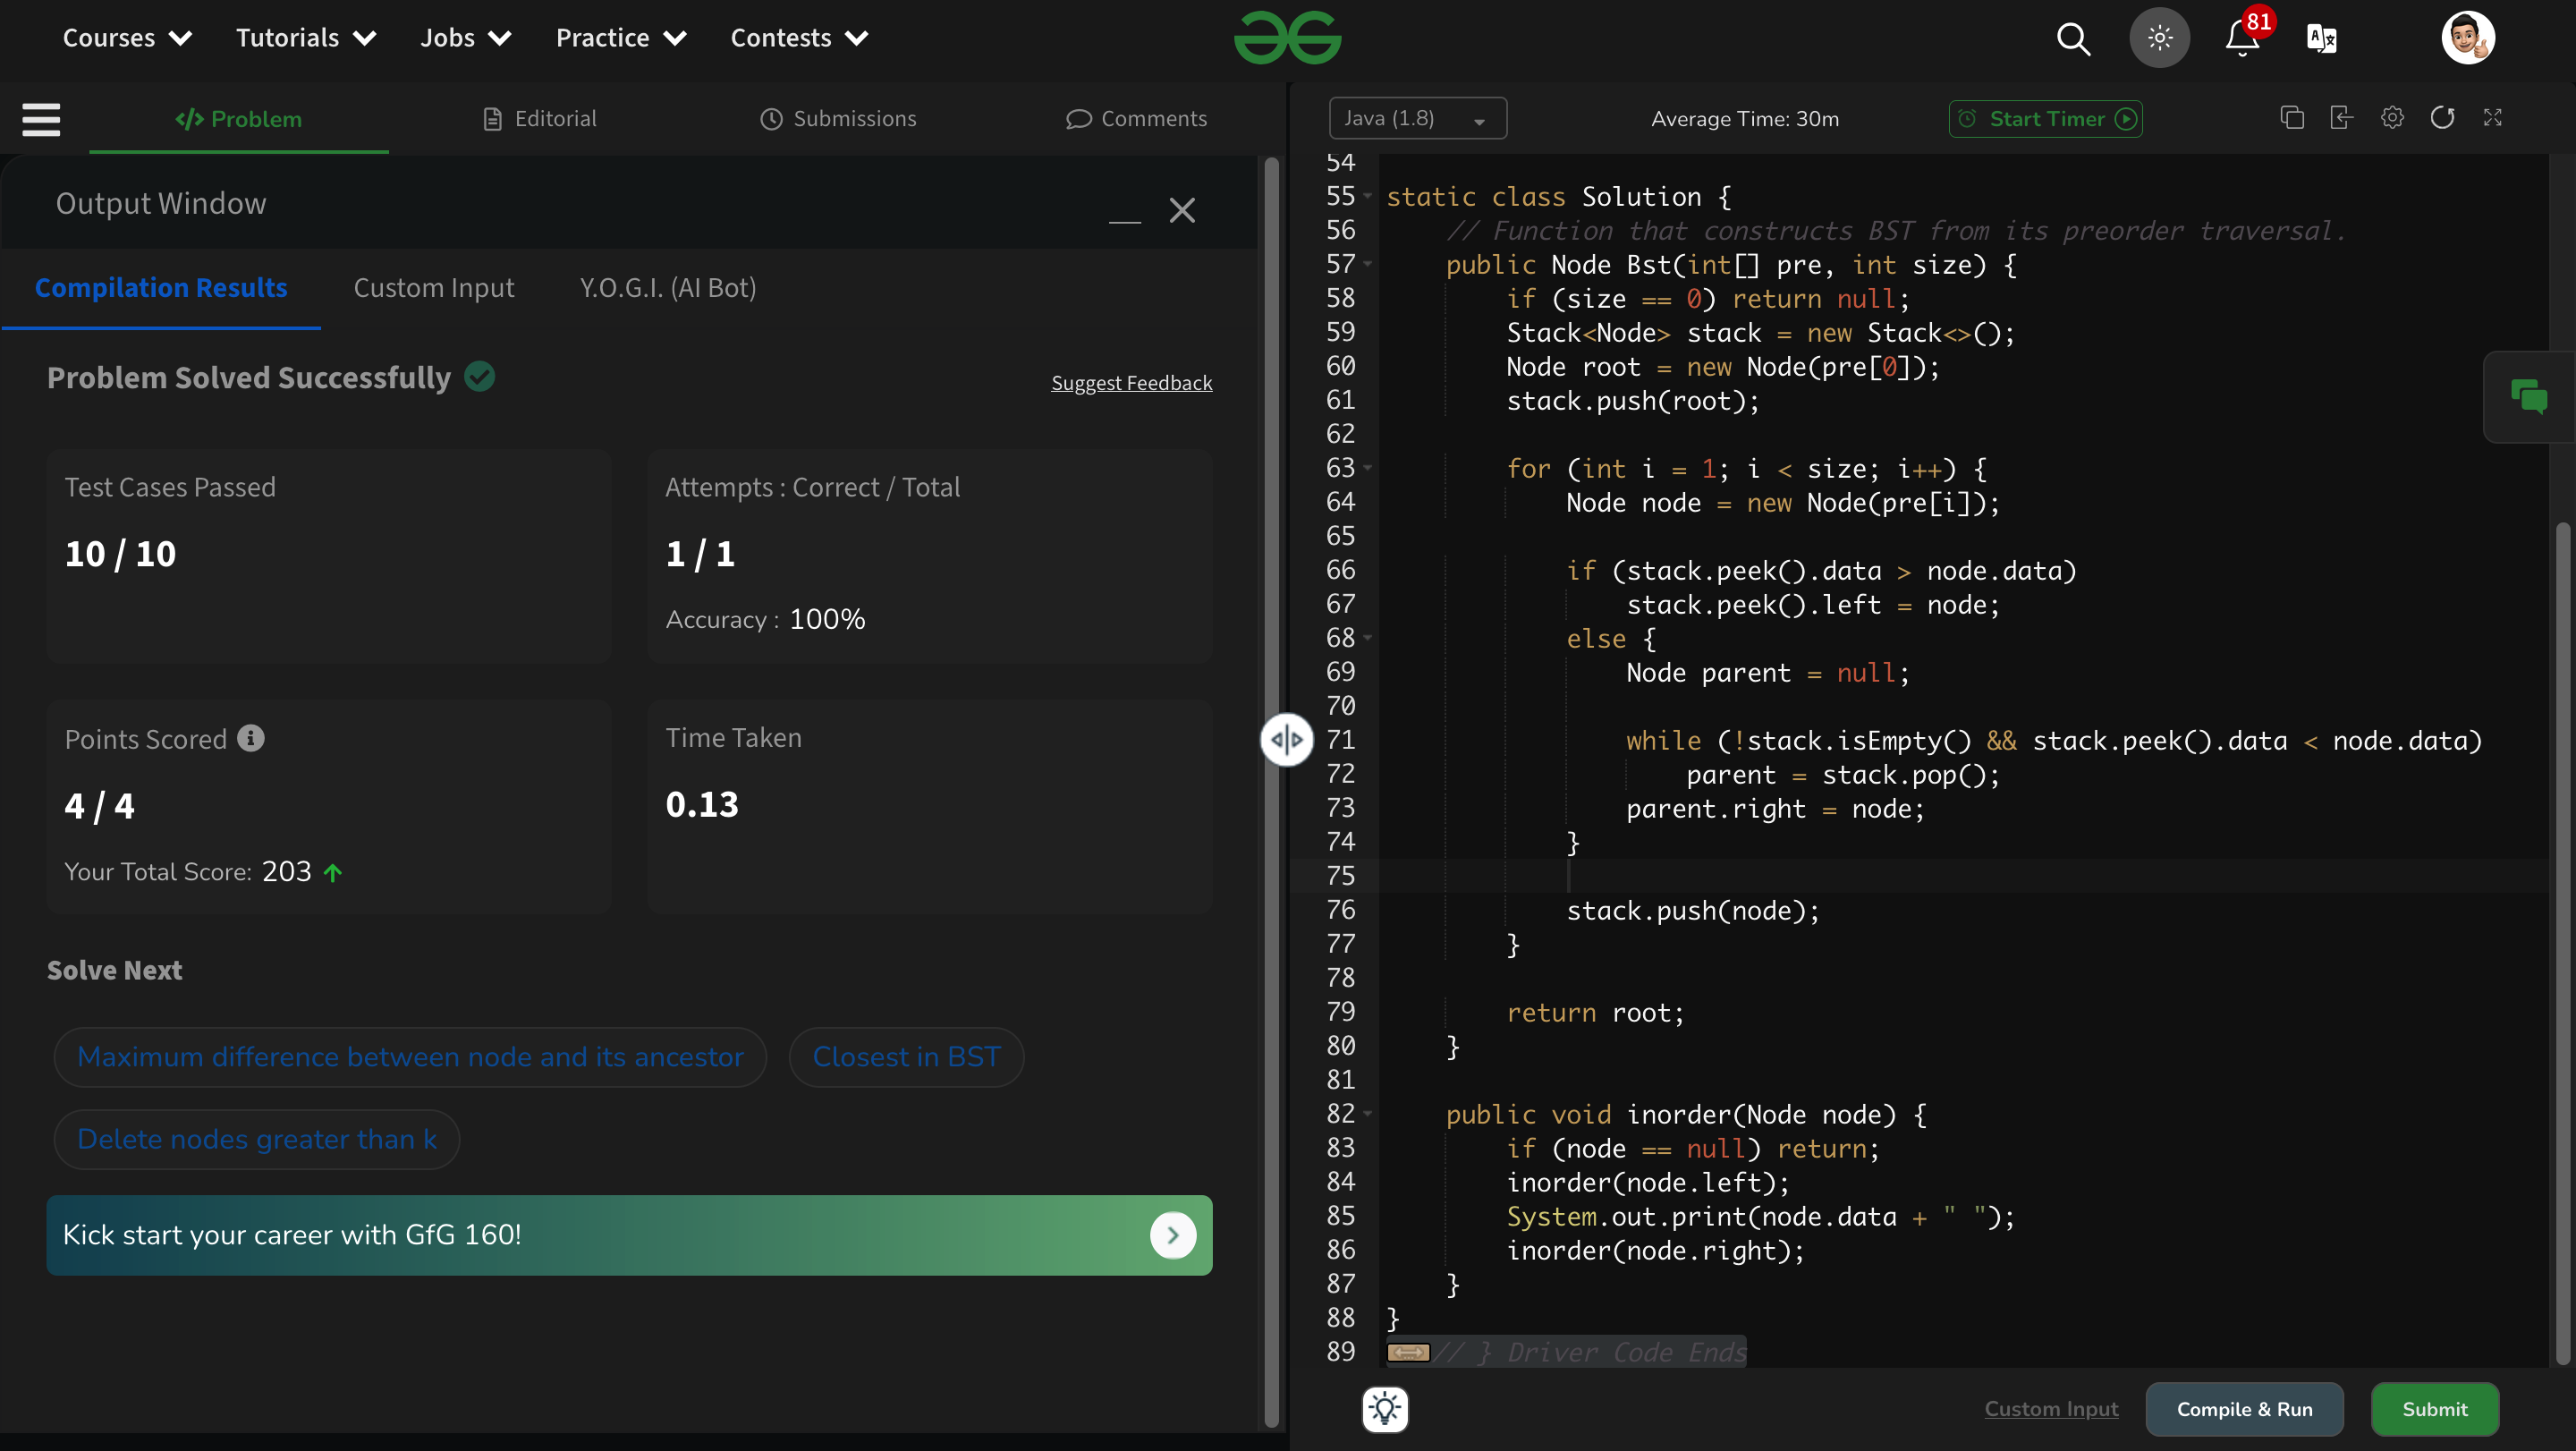 Courses Tutorials Jobs Practice Contests
81
Problem Editorial Submissions Comments
Output Window
Compilation Results Custom Input Y.O.G.I. (AI Bot)
Problem Solved Successfully
Suggest Feedback
Test Cases Passed
10 / 10
Attempts : Correct / Total
1 / 1
Accuracy : 100%
Points Scored
4 / 4
Your Total Score: 203
Time Taken
0.13
Solve Next
Maximum difference between node and its ancestor
Closest in BST
Delete nodes greater than k
Kick start your career with GfG 160!
Java (1.8)
Average Time: 30m
Start Timer
54
55 static class Solution {
56 // Function that constructs BST from its preorder traversal.
57 public Node Bst(int[] pre, int size) {
58 if (size == 0) return null;
59 Stack<Node> stack = new Stack<>();
60 Node root = new Node(pre[0]);
61 stack.push(root);
62
63 for (int i = 1; i < size; i++) {
64 Node node = new Node(pre[i]);
65
66 if (stack.peek().data > node.data)
67 stack.peek().left = node;
68 else {
69 Node parent = null;
70
71 while (!stack.isEmpty() && stack.peek().data < node.data)
72 parent = stack.pop();
73 parent.right = node;
74 }
75
76 stack.push(node);
77 }
78
79 return root;
80 }
81
82 public void inorder(Node node) {
83 if (node == null) return;
84 inorder(node.left);
85 System.out.print(node.data + " ");
86 inorder(node.right);
87 }
88 }
89 // } Driver Code Ends
Custom Input
Compile & Run
Submit